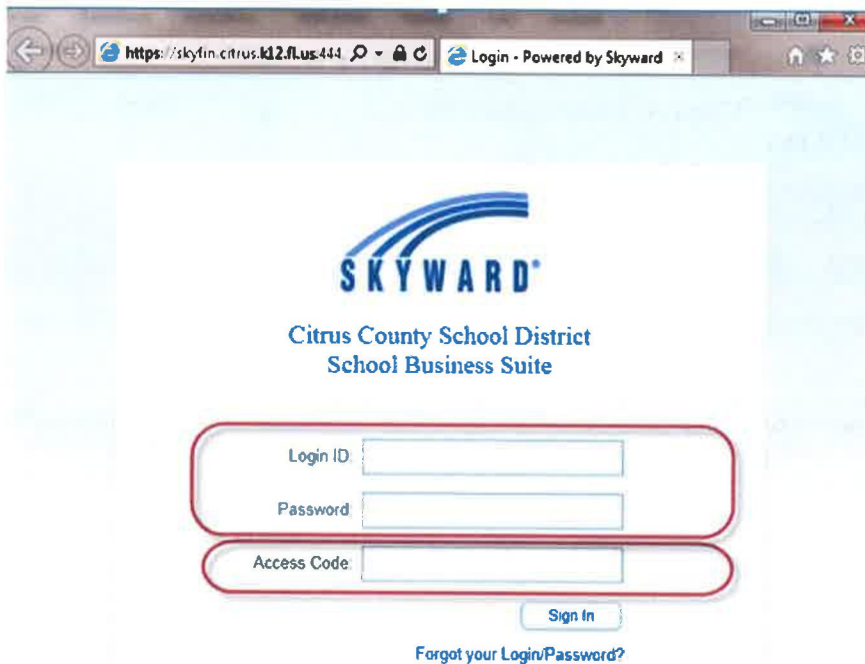 https://skyfin.citrus.k12.fl.us:444
Login - Powered by Skyward
SKYWARD®
Citrus County School District
School Business Suite
Login ID:
Password:
Access Code:
Sign In
Forgot your Login/Password?